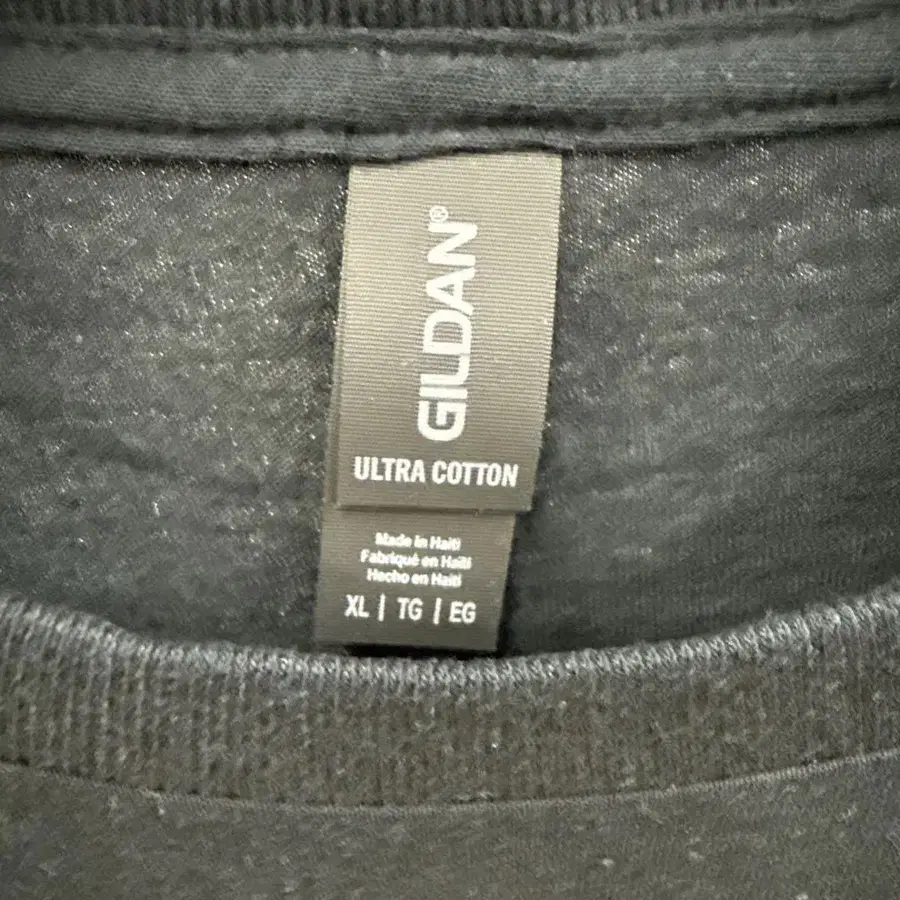 GILDAN®
ULTRA COTTON
Made in Haiti
Fabriqué en Haïti
Hecho en Haití
XL | TG | EG